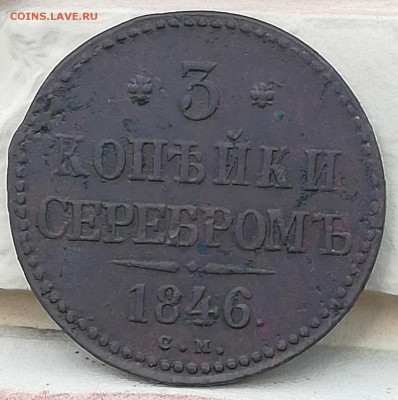 COINS.LAVE.RU
* 3 *
КОПѢЙКИ
СЕРЕБРОМЪ
1846.
С.М.